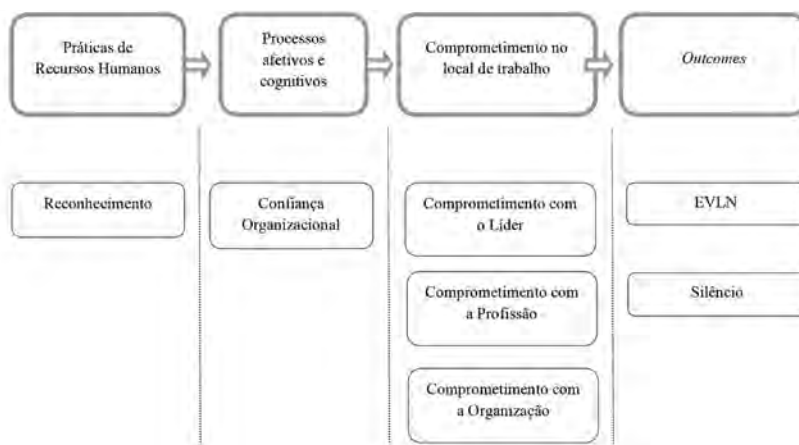 Práticas de
Recursos Humanos
Processos
afetivos e
cognitivos
Comprometimento no
local de trabalho
Outcomes
Reconhecimento
Confiança
Organizacional
Comprometimento com
o Líder
EVLN
Comprometimento com
a Profissão
Silêncio
Comprometimento com
a Organização